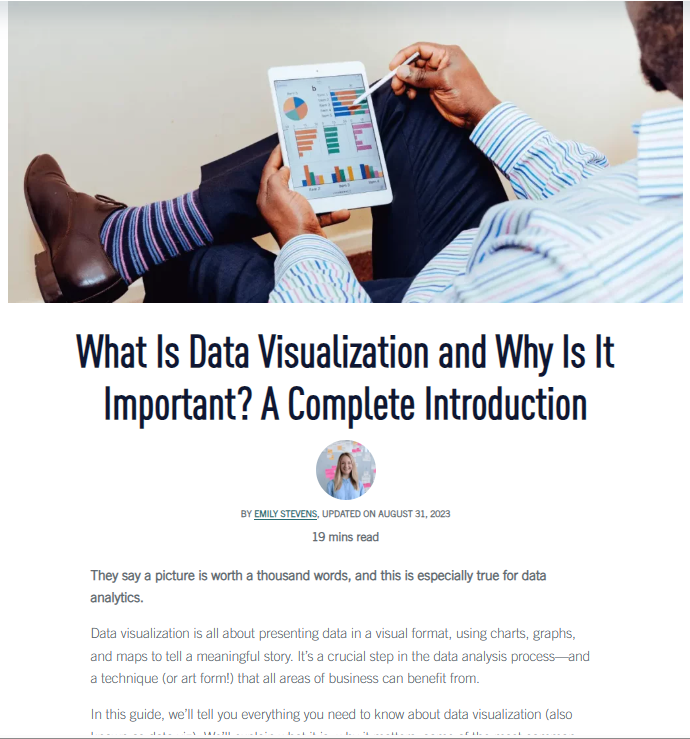 What Is Data Visualization and Why Is It
Important? A Complete Introduction
BY EMILY STEVENS, UPDATED ON AUGUST 31, 2023
19 mins read
They say a picture is worth a thousand words, and this is especially true for data
analytics.
Data visualization is all about presenting data in a visual format, using charts, graphs,
and maps to tell a meaningful story. It’s a crucial step in the data analysis process—and
a technique (or art form!) that all areas of business can benefit from.
In this guide, we’ll tell you everything you need to know about data visualization (also